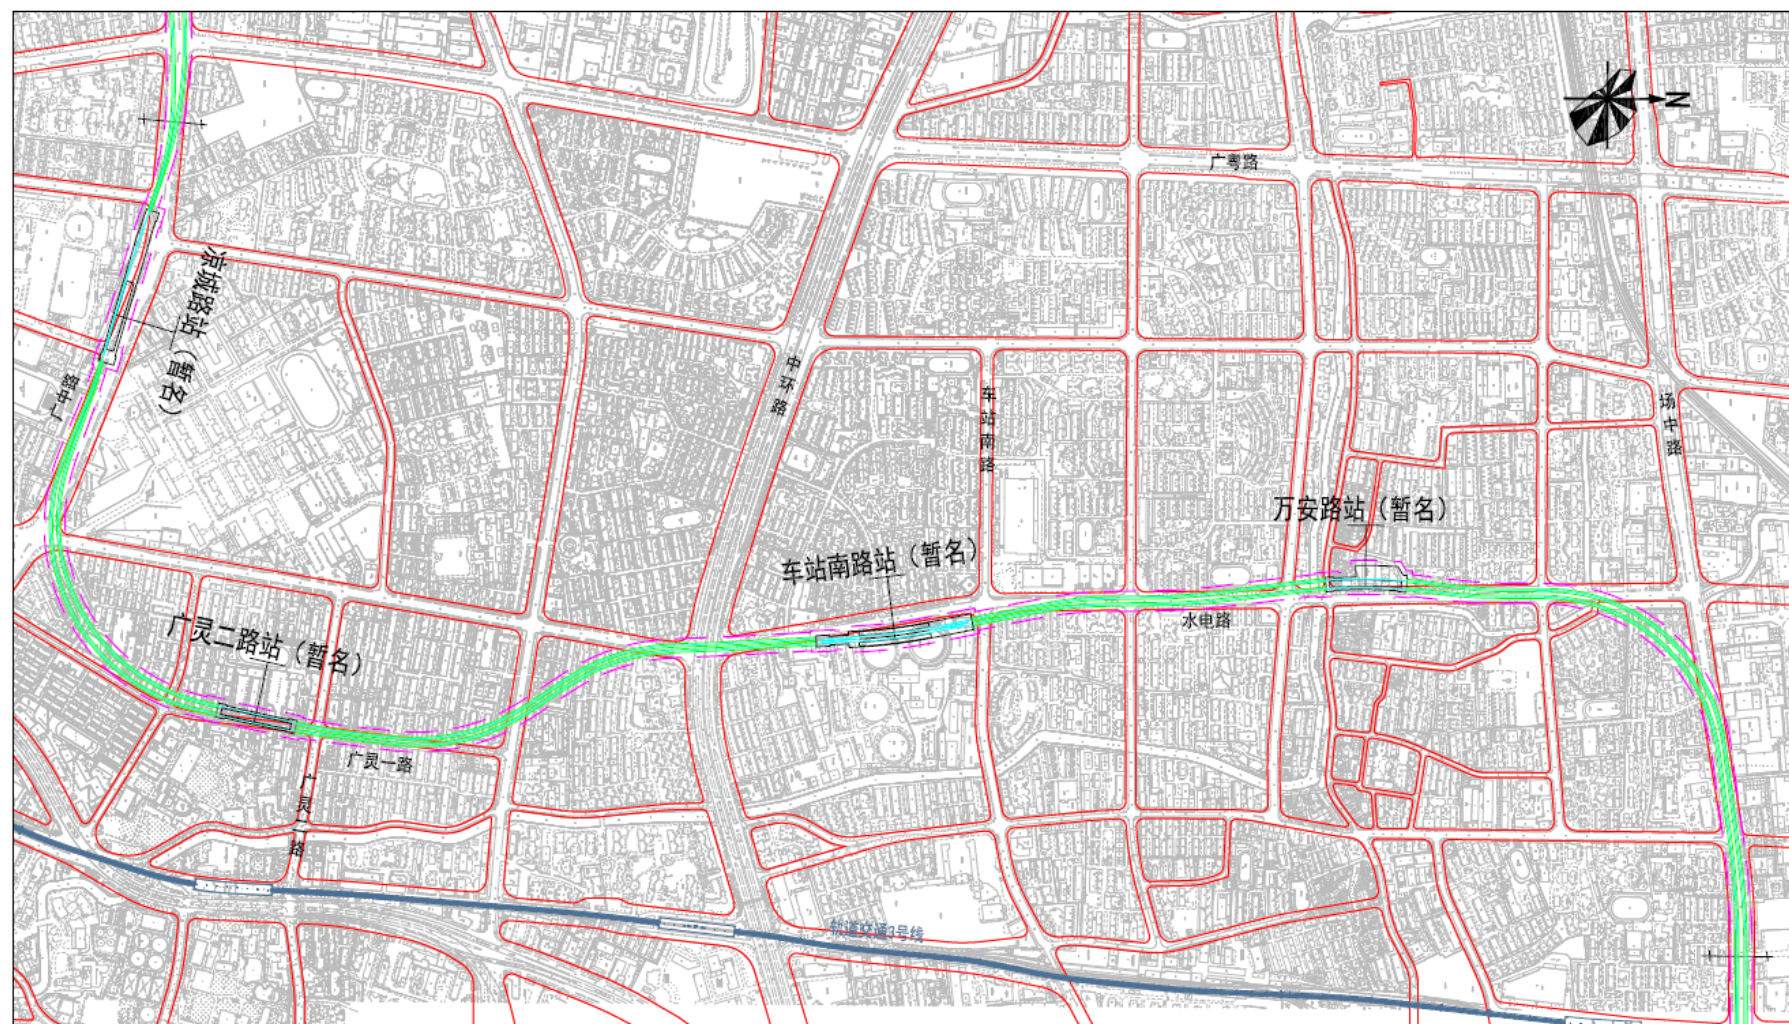 N
广粤路
凉城路站（暂名）
广中路
中环路
车站南路
场中路
万安路站（暂名）
车站南路站（暂名）
水电路
广灵二路站（暂名）
广灵一路
广灵二路
轨道交通3号线